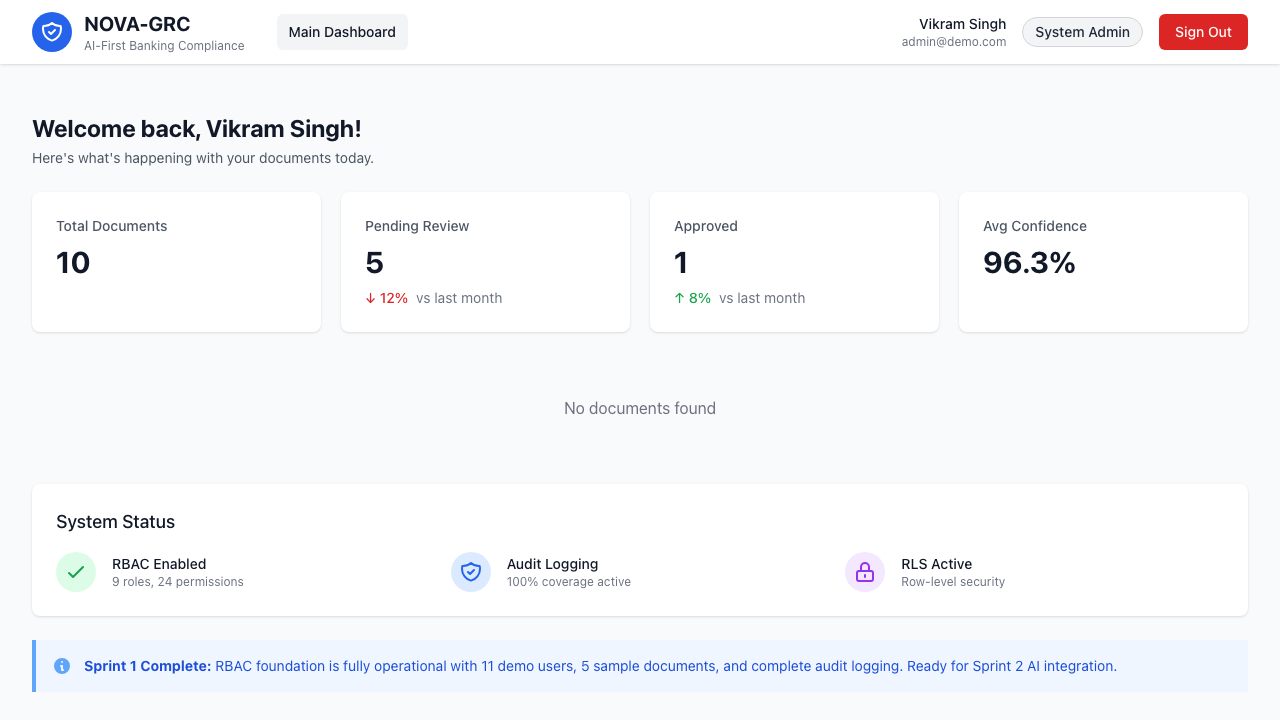 NOVA-GRC
AI-First Banking Compliance
Main Dashboard
Vikram Singh
admin@demo.com
System Admin
Sign Out
Welcome back, Vikram Singh!
Here's what's happening with your documents today.
Total Documents
10
Pending Review
5
↓ 12% vs last month
Approved
1
↑ 8% vs last month
Avg Confidence
96.3%
No documents found
System Status
RBAC Enabled
9 roles, 24 permissions
Audit Logging
100% coverage active
RLS Active
Row-level security
Sprint 1 Complete: RBAC foundation is fully operational with 11 demo users, 5 sample documents, and complete audit logging. Ready for Sprint 2 AI integration.